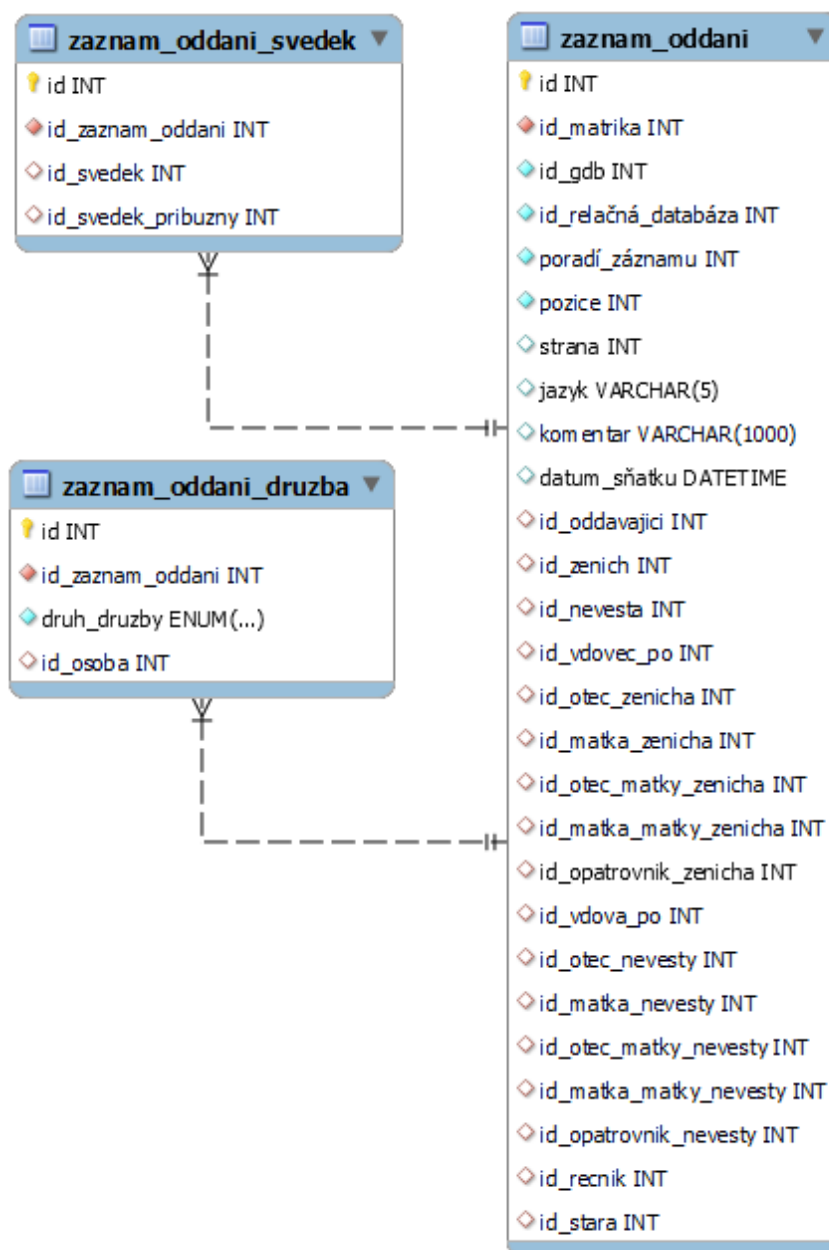 zaznam_oddani_svedek
id INT
id_zaznam_oddani INT
id_svedek INT
id_svedek_pribuzny INT
zaznam_oddani_druzba
id INT
id_zaznam_oddani INT
druh_druzby ENUM(...)
id_osoba INT
zaznam_oddani
id INT
id_matrika INT
id_gdb INT
id_relačná_databáza INT
poradí_záznamu INT
pozice INT
strana INT
jazyk VARCHAR(5)
komentar VARCHAR(1000)
datum_sňatku DATETIME
id_oddavajici INT
id_zenich INT
id_nevesta INT
id_vdovec_po INT
id_otec_zenicha INT
id_matka_zenicha INT
id_otec_matky_zenicha INT
id_matka_matky_zenicha INT
id_opatrovnik_zenicha INT
id_vdova_po INT
id_otec_nevesty INT
id_matka_nevesty INT
id_otec_matky_nevesty INT
id_matka_matky_nevesty INT
id_opatrovnik_nevesty INT
id_recnik INT
id_stara INT